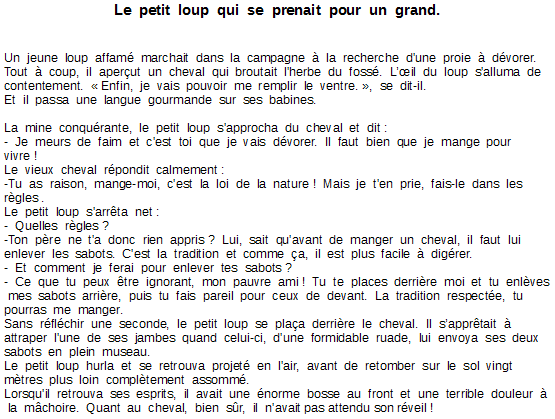 Le petit loup qui se prenait pour un grand.
Un jeune loup affamé marchait dans la campagne à la recherche d'une proie à dévorer.
Tout à coup, il aperçut un cheval qui broutait l'herbe du fossé. L'œil du loup s'alluma de
contentement. « Enfin, je vais pouvoir me remplir le ventre. », se dit-il.
Et il passa une langue gourmande sur ses babines.
La mine conquérante, le petit loup s'approcha du cheval et dit :
- Je meurs de faim et c'est toi que je vais dévorer. Il faut bien que je mange pour
vivre !
Le vieux cheval répondit calmement :
-Tu as raison, mange-moi, c'est la loi de la nature ! Mais je t'en prie, fais-le dans les
règles.
Le petit loup s'arrêta net :
- Quelles règles ?
-Ton père ne t'a donc rien appris ? Lui, sait qu'avant de manger un cheval, il faut lui
enlever les sabots. C'est la tradition et comme ça, il est plus facile à digérer.
- Et comment je ferai pour enlever tes sabots ?
- Ce que tu peux être ignorant, mon pauvre ami ! Tu te places derrière moi et tu enlèves
mes sabots arrière, puis tu fais pareil pour ceux de devant. La tradition respectée, tu
pourras me manger.
Sans réfléchir une seconde, le petit loup se plaça derrière le cheval. Il s'apprêtait à
attraper l'une de ses jambes quand celui-ci, d'une formidable ruade, lui envoya ses deux
sabots en plein museau.
Le petit loup hurla et se retrouva projeté en l'air, avant de retomber sur le sol vingt
mètres plus loin complètement assommé.
Lorsqu'il retrouva ses esprits, il avait une énorme bosse au front et une terrible douleur à
la mâchoire. Quant au cheval, bien sûr, il n'avait pas attendu son réveil !